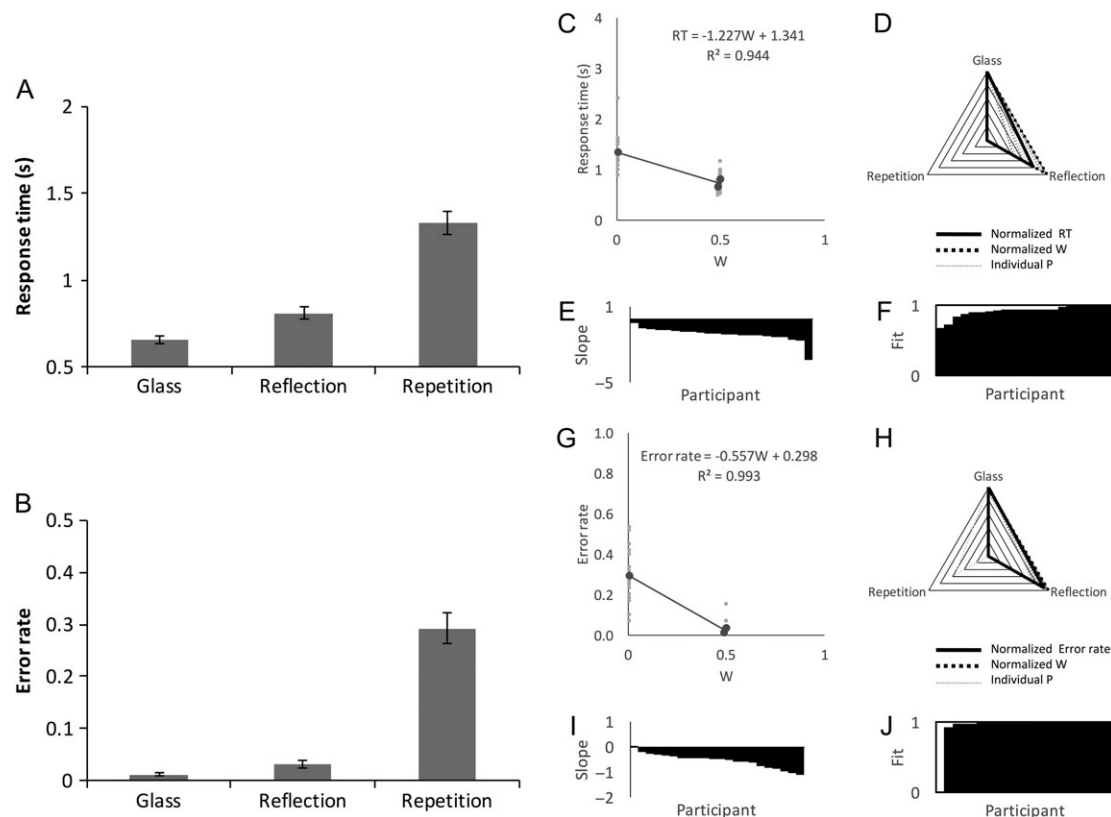 A
Response time (s)
2
1.5
1
0.5
Glass
Reflection
Repetition
B
Error rate
0.5
0.4
0.3
0.2
0.1
0
Glass
Reflection
Repetition
C
RT = -1.227W + 1.341
R² = 0.944
Response time (s)
4
3
2
1
0
0
0.5
1
W
D
Glass
Repetition
Reflection
Normalized RT
Normalized W
Individual P
E
Slope
1
−5
Participant
F
Fit
1
0
Participant
G
Error rate = -0.557W + 0.298
R² = 0.993
Error rate
1.0
0.8
0.6
0.4
0.2
0.0
0
0.5
1
W
H
Glass
Repetition
Reflection
Normalized Error rate
Normalized W
Individual P
I
Slope
1
0
−1
−2
Participant
J
Fit
1
0
Participant